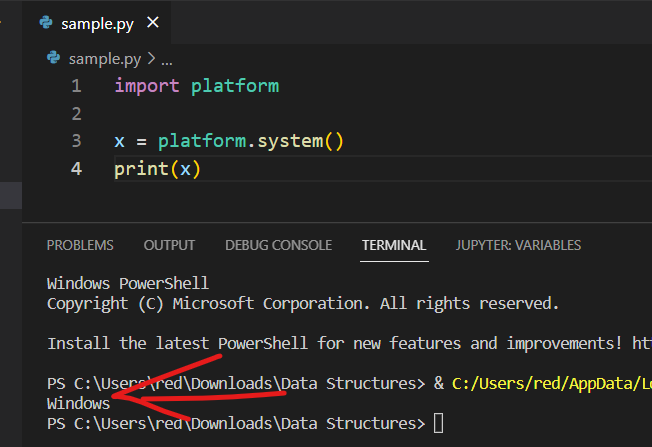 sample.py
sample.py > ...
1 import platform
2
3 x = platform.system()
4 print(x)
PROBLEMS OUTPUT DEBUG CONSOLE TERMINAL JUPYTER: VARIABLES
Windows PowerShell
Copyright (C) Microsoft Corporation. All rights reserved.
Install the latest PowerShell for new features and improvements! htt
PS C:\Users\red\Downloads\Data Structures> & C:/Users/red/AppData/Lo
Windows
PS C:\Users\red\Downloads\Data Structures>